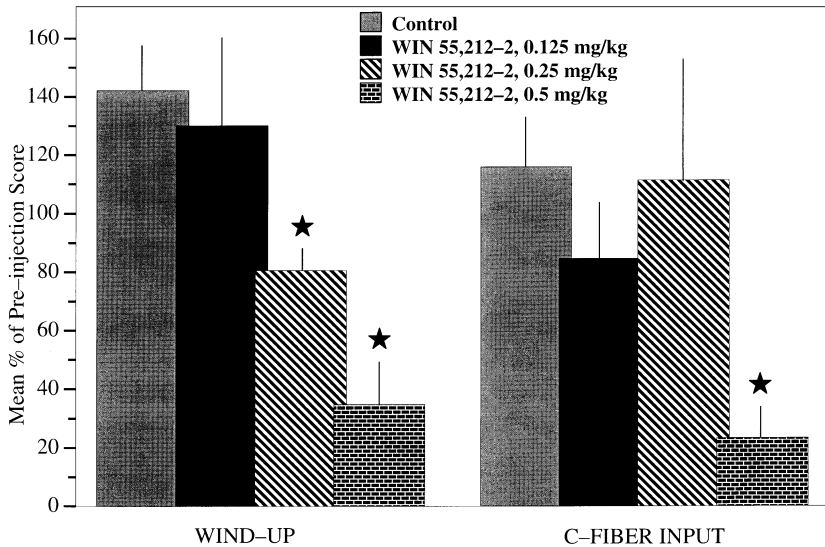 Control
WIN 55,212–2, 0.125 mg/kg
WIN 55,212–2, 0.25 mg/kg
WIN 55,212–2, 0.5 mg/kg
Mean % of Pre–injection Score
160
140
120
100
80
60
40
20
0
WIND–UP
C–FIBER INPUT